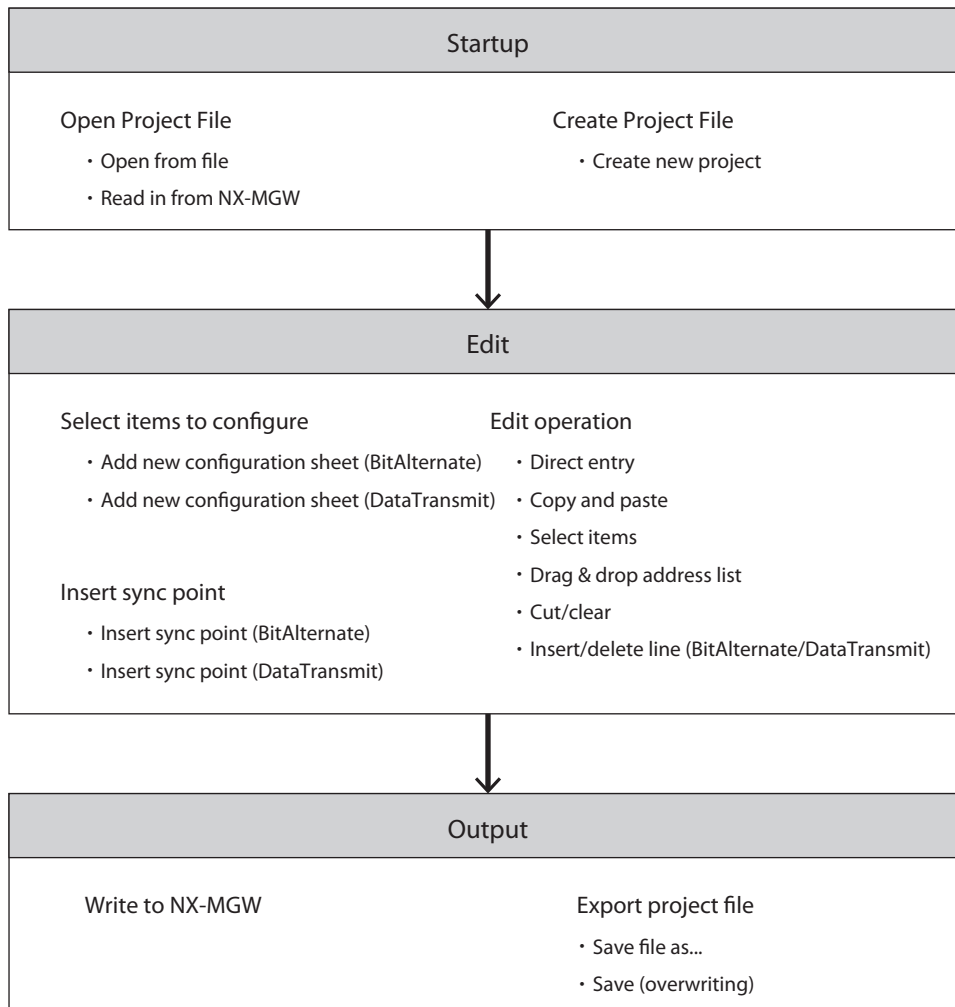 Startup
Open Project File
・Open from file
・Read in from NX-MGW
Create Project File
・Create new project
Edit
Select items to configure
・Add new configuration sheet (BitAlternate)
・Add new configuration sheet (DataTransmit)
Insert sync point
・Insert sync point (BitAlternate)
・Insert sync point (DataTransmit)
Edit operation
・Direct entry
・Copy and paste
・Select items
・Drag & drop address list
・Cut/clear
・Insert/delete line (BitAlternate/DataTransmit)
Output
Write to NX-MGW
Export project file
・Save file as...
・Save (overwriting)